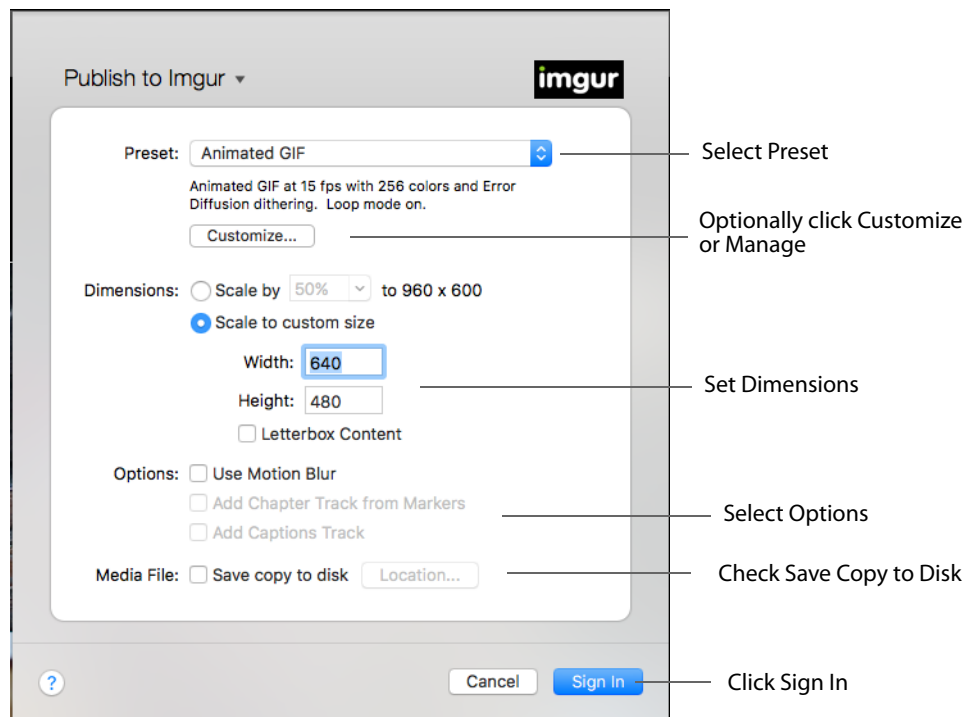 Publish to Imgur
imgur
Preset: Animated GIF
Select Preset
Animated GIF at 15 fps with 256 colors and Error
Diffusion dithering. Loop mode on.
Customize...
Optionally click Customize
or Manage
Dimensions: Scale by 50% to 960 x 600
Scale to custom size
Width: 640
Set Dimensions
Height: 480
Letterbox Content
Options: Use Motion Blur
Add Chapter Track from Markers
Select Options
Add Captions Track
Media File: Save copy to disk Location...
Check Save Copy to Disk
? Cancel Sign In
Click Sign In